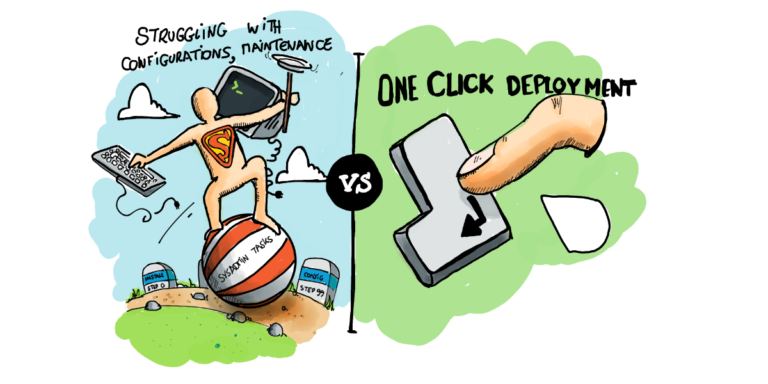 STRUGGLING WITH
CONFIGURATIONS, MAINTENANCE
S
SYSADMIN TASKS
STEP 0
CONFIG
STEP 99
VS
ONE CLICK DEPLOYMENT